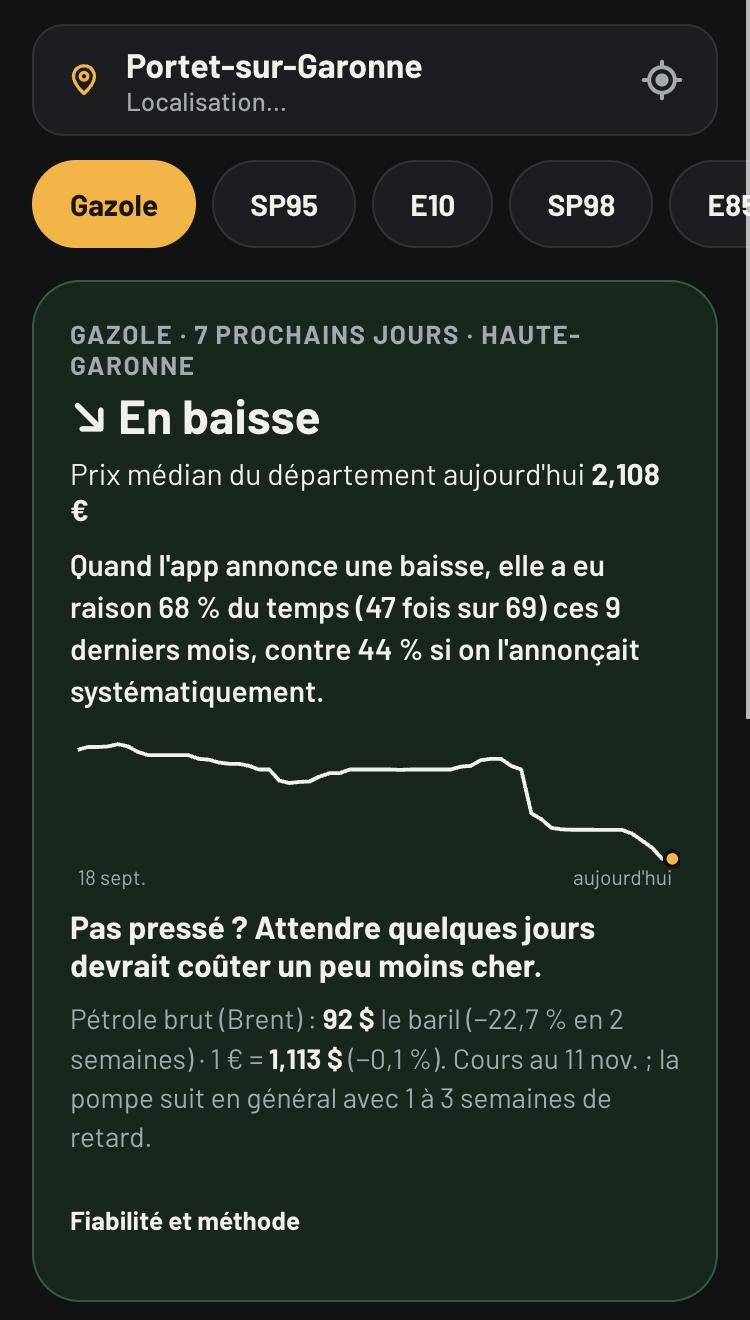 Portet-sur-Garonne
Localisation...
Gazole
SP95
E10
SP98
E85
GAZOLE · 7 PROCHAINS JOURS · HAUTE-
GARONNE
↘ En baisse
Prix médian du département aujourd'hui 2,108
€
Quand l'app annonce une baisse, elle a eu
raison 68 % du temps (47 fois sur 69) ces 9
derniers mois, contre 44 % si on l'annonçait
systématiquement.
18 sept.
aujourd'hui
Pas pressé ? Attendre quelques jours
devrait coûter un peu moins cher.
Pétrole brut (Brent) : 92 $ le baril (−22,7 % en 2
semaines) · 1 € = 1,113 $ (−0,1 %). Cours au 11 nov. ; la
pompe suit en général avec 1 à 3 semaines de
retard.
Fiabilité et méthode